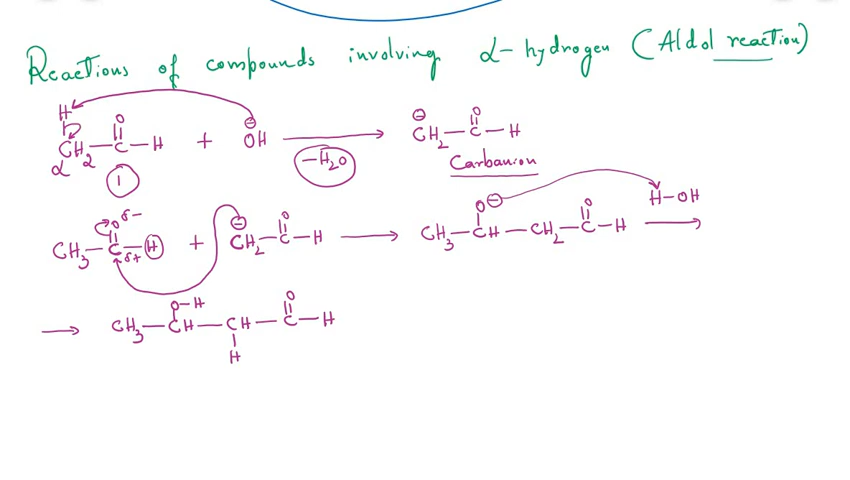 Reactions of compounds involving α-hydrogen (Aldol reaction)
H O ⊖ ⊖ O
CH2—C—H + OH → CH2—C—H
α 1 −H2O Carbanion
O δ− ⊖ O O⊖ O H—OH
CH3—C—H + CH2—C—H → CH3—CH—CH2—C—H →
δ+
O—H O
→ CH3—CH—CH—C—H
H